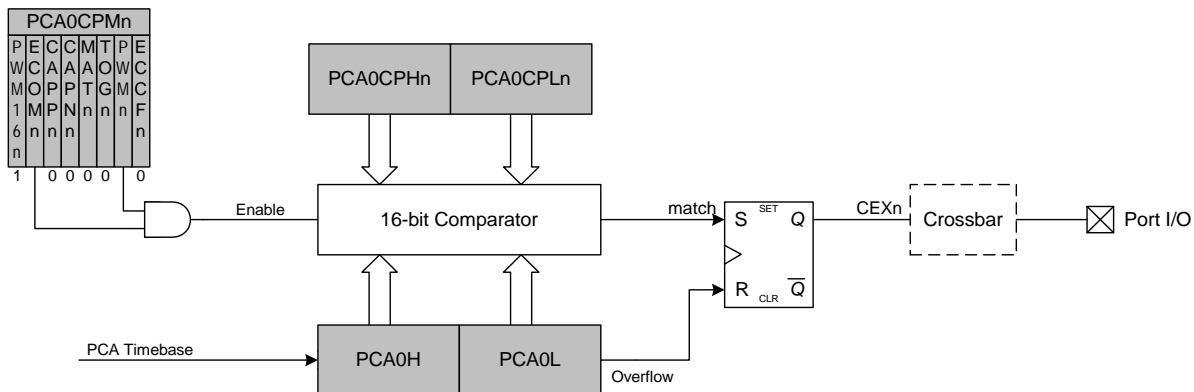 PCA0CPMn
PWM16n
ECOMn
CAPPn
CAPNn
MATn
TOGn
PWMn
ECCFn
1 0 0 0 0 0
PCA0CPHn PCA0CPLn
Enable
16-bit Comparator
match
S SET Q
R CLR Q
CEXn
Crossbar
Port I/O
PCA Timebase
PCA0H PCA0L
Overflow